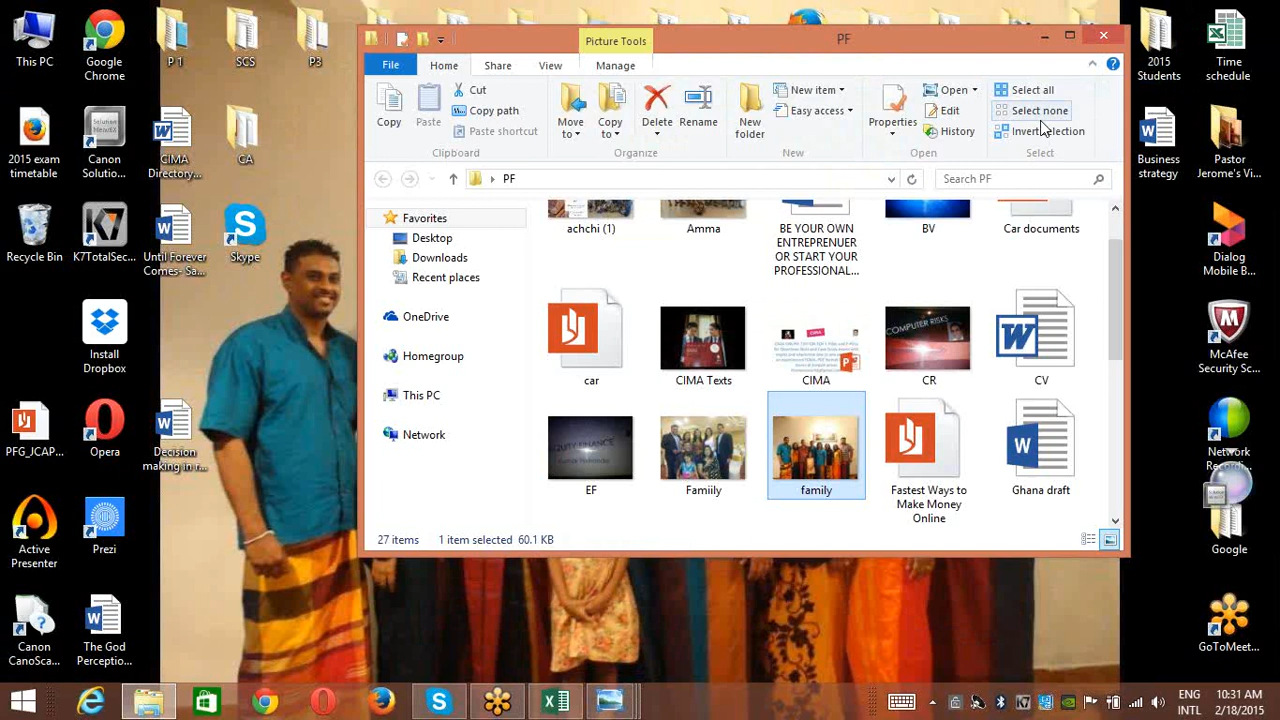 This PC
Google
Chrome
P 1
SCS
P3
2015
Students
Time
schedule
2015 exam
timetable
Canon
Solution...
CIMA
Directory...
CA
Business
strategy
Pastor
Jerome's Vi...
Recycle Bin
K7TotalSec...
Until Forever
Comes- Sa...
Skype
Dialog
Mobile B...
Install
Dropbox
McAfee
Security Sc...
PFG_JCAP...
Opera
Decision
making in r...
Network
Recordi...
Active
Presenter
Prezi
Google
Canon
CanoSca...
The God
Perceptio...
GoToMeet...
Picture Tools
PF
File
Home
Share
View
Manage
Copy
Paste
Cut
Copy path
Paste shortcut
Clipboard
Move
to
Copy
to
Delete
Rename
Organize
New
folder
New item
Easy access
New
Properties
Open
Edit
History
Open
Select all
Select none
Invert selection
Select
PF
Search PF
Favorites
Desktop
Downloads
Recent places
OneDrive
Homegroup
This PC
Network
achchi (1)
Amma
BE YOUR OWN
ENTREPRENUER
OR START YOUR
PROFESSIONAL...
BV
Car documents
car
CIMA Texts
CIMA
COMPUTER RISKS
CR
CV
EQUITY-FINANCE
EF
Famiily
family
Fastest Ways to
Make Money
Online
Ghana draft
27 items
1 item selected 60.1 KB
ENG
INTL
10:31 AM
2/18/2015